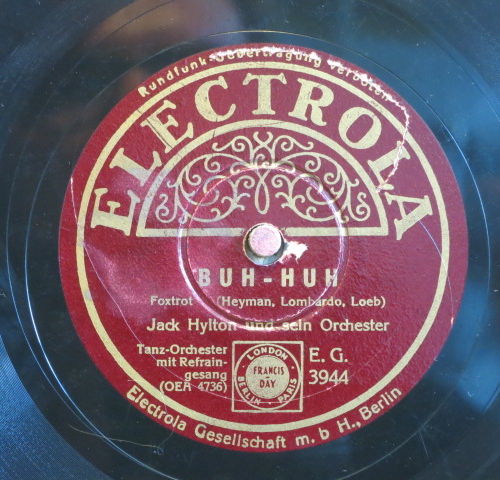 Rundfunk-Uebertragung verboten
ELECTROLA
BUH-HUH
Foxtrot (Heyman, Lombardo, Loeb)
Jack Hylton und sein Orchester
Tanz-Orchester
mit Refrain-
gesang
(OEA 4736)
LONDON
FRANCIS
-DAY
BERLIN PARIS
E. G.
3944
Electrola Gesellschaft m. b H., Berlin